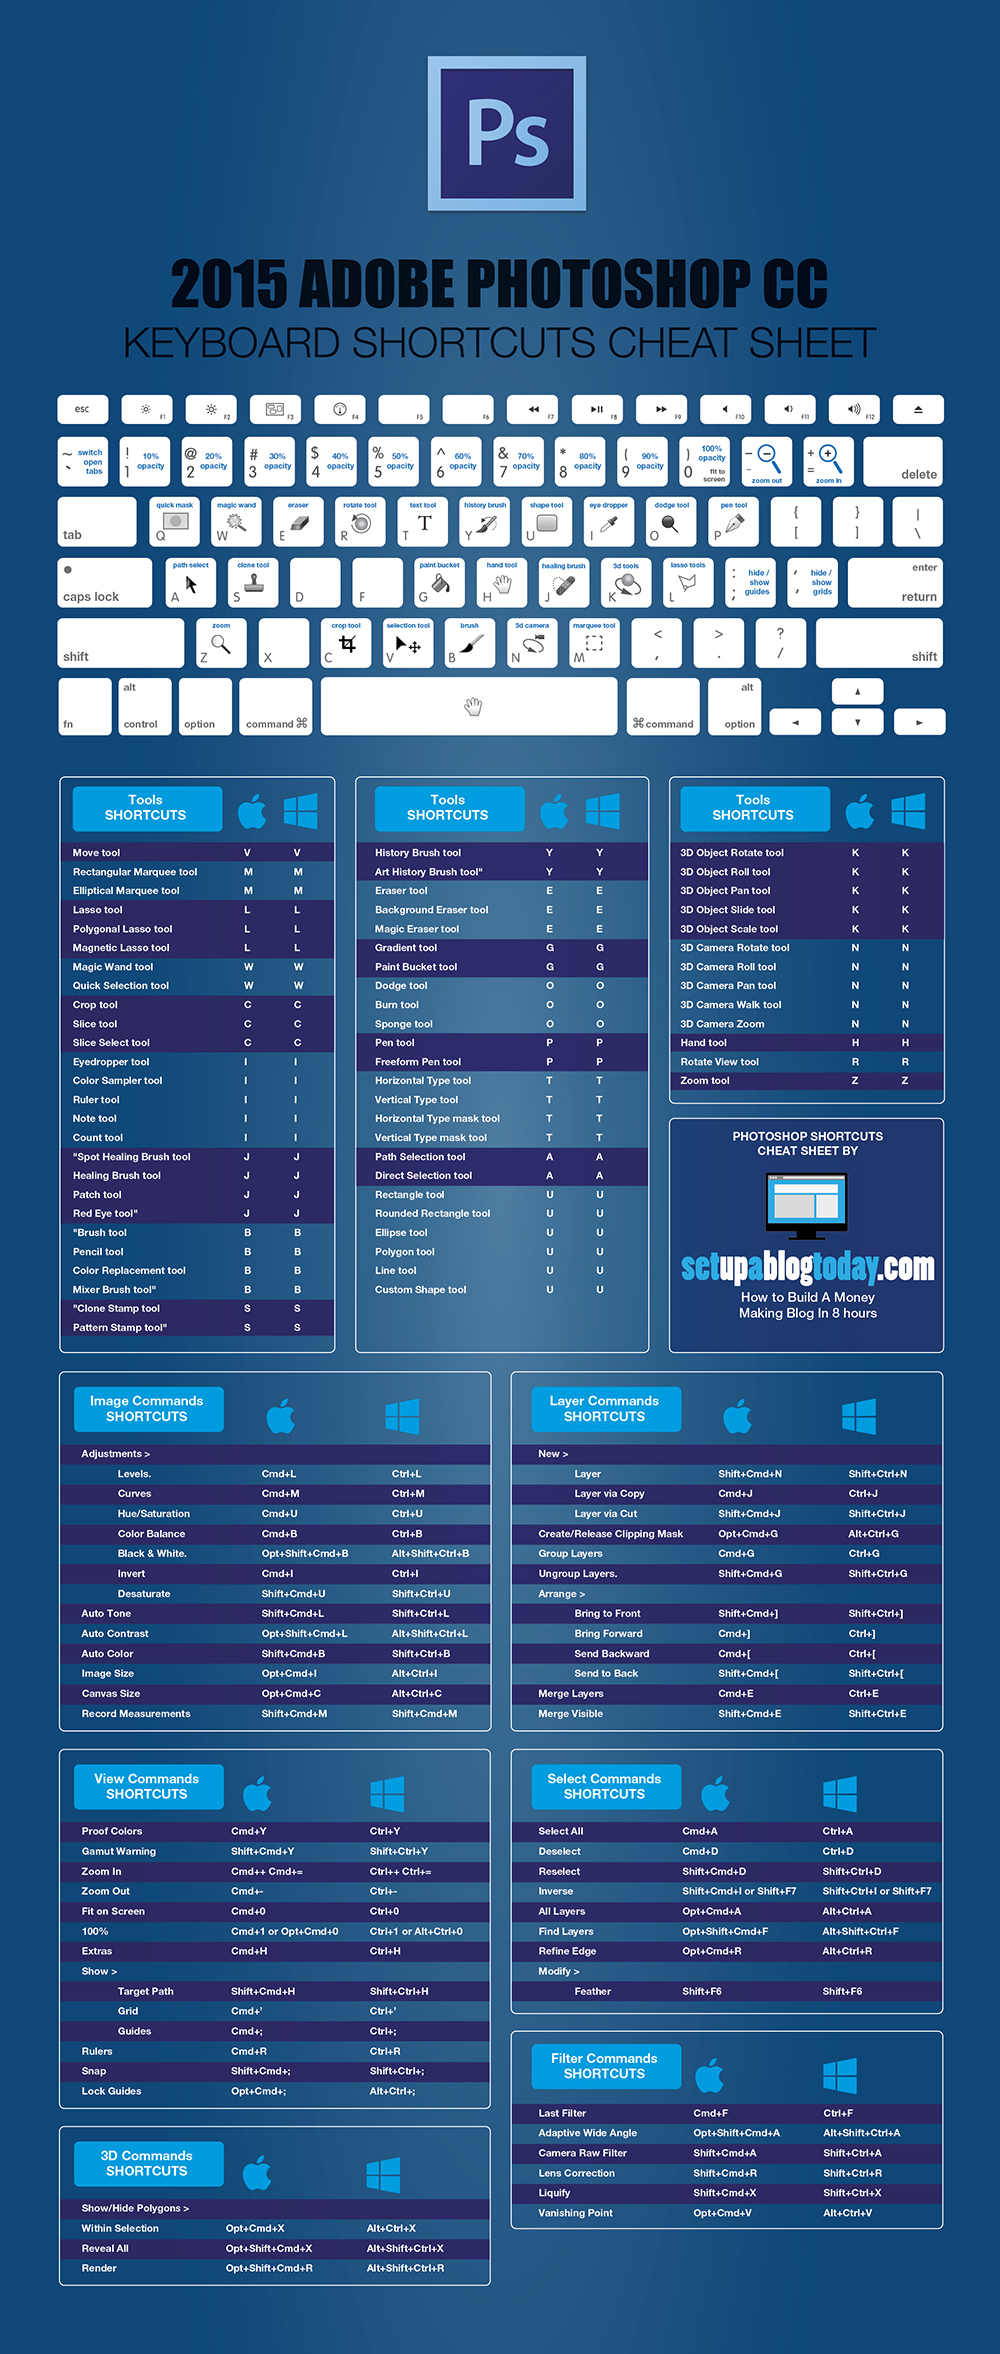 Ps
2015 ADOBE PHOTOSHOP CC
KEYBOARD SHORTCUTS CHEAT SHEET
esc F1 F2 F3 F4 F5 F6 F7 F8 F9 F10 F11 F12
~ ` switch open tabs
! 1 10% opacity
@ 2 20% opacity
# 3 30% opacity
$ 4 40% opacity
% 5 50% opacity
^ 6 60% opacity
& 7 70% opacity
* 8 80% opacity
( 9 90% opacity
) 0 100% opacity fit to screen
– - zoom out
+ = zoom in
delete
tab
quick mask Q
magic wand W
eraser E
rotate tool R
text tool T T
history brush Y
shape tool U
eye dropper I
dodge tool O
pen tool P
{ [
} ]
| \
caps lock
path select A
clone tool S
D
F
paint bucket G
hand tool H
healing brush J
3d tools K
lasso tools L
: ; hide / show guides
" ' hide / show grids
enter return
shift
zoom Z
X
crop tool C
selection tool V
brush B
3d camera N
marquee tool M
< ,
> .
? /
shift
fn
alt control
option
command ⌘
⌘ command
alt option
Tools
SHORTCUTS
Move tool V V
Rectangular Marquee tool M M
Elliptical Marquee tool M M
Lasso tool L L
Polygonal Lasso tool L L
Magnetic Lasso tool L L
Magic Wand tool W W
Quick Selection tool W W
Crop tool C C
Slice tool C C
Slice Select tool C C
Eyedropper tool I I
Color Sampler tool I I
Ruler tool I I
Note tool I I
Count tool I I
"Spot Healing Brush tool J J
Healing Brush tool J J
Patch tool J J
Red Eye tool" J J
"Brush tool B B
Pencil tool B B
Color Replacement tool B B
Mixer Brush tool" B B
"Clone Stamp tool S S
Pattern Stamp tool" S S
Tools
SHORTCUTS
History Brush tool Y Y
Art History Brush tool" Y Y
Eraser tool E E
Background Eraser tool E E
Magic Eraser tool E E
Gradient tool G G
Paint Bucket tool G G
Dodge tool O O
Burn tool O O
Sponge tool O O
Pen tool P P
Freeform Pen tool P P
Horizontal Type tool T T
Vertical Type tool T T
Horizontal Type mask tool T T
Vertical Type mask tool T T
Path Selection tool A A
Direct Selection tool A A
Rectangle tool U U
Rounded Rectangle tool U U
Ellipse tool U U
Polygon tool U U
Line tool U U
Custom Shape tool U U
Tools
SHORTCUTS
3D Object Rotate tool K K
3D Object Roll tool K K
3D Object Pan tool K K
3D Object Slide tool K K
3D Object Scale tool K K
3D Camera Rotate tool N N
3D Camera Roll tool N N
3D Camera Pan tool N N
3D Camera Walk tool N N
3D Camera Zoom N N
Hand tool H H
Rotate View tool R R
Zoom tool Z Z
PHOTOSHOP SHORTCUTS
CHEAT SHEET BY
setupablogtoday.com
How to Build A Money
Making Blog In 8 hours
Image Commands
SHORTCUTS
Adjustments >
Levels. Cmd+L Ctrl+L
Curves Cmd+M Ctrl+M
Hue/Saturation Cmd+U Ctrl+U
Color Balance Cmd+B Ctrl+B
Black & White. Opt+Shift+Cmd+B Alt+Shift+Ctrl+B
Invert Cmd+I Ctrl+I
Desaturate Shift+Cmd+U Shift+Ctrl+U
Auto Tone Shift+Cmd+L Shift+Ctrl+L
Auto Contrast Opt+Shift+Cmd+L Alt+Shift+Ctrl+L
Auto Color Shift+Cmd+B Shift+Ctrl+B
Image Size Opt+Cmd+I Alt+Ctrl+I
Canvas Size Opt+Cmd+C Alt+Ctrl+C
Record Measurements Shift+Cmd+M Shift+Cmd+M
Layer Commands
SHORTCUTS
New >
Layer Shift+Cmd+N Shift+Ctrl+N
Layer via Copy Cmd+J Ctrl+J
Layer via Cut Shift+Cmd+J Shift+Ctrl+J
Create/Release Clipping Mask Opt+Cmd+G Alt+Ctrl+G
Group Layers Cmd+G Ctrl+G
Ungroup Layers. Shift+Cmd+G Shift+Ctrl+G
Arrange >
Bring to Front Shift+Cmd+] Shift+Ctrl+]
Bring Forward Cmd+] Ctrl+]
Send Backward Cmd+[ Ctrl+[
Send to Back Shift+Cmd+[ Shift+Ctrl+[
Merge Layers Cmd+E Ctrl+E
Merge Visible Shift+Cmd+E Shift+Ctrl+E
View Commands
SHORTCUTS
Proof Colors Cmd+Y Ctrl+Y
Gamut Warning Shift+Cmd+Y Shift+Ctrl+Y
Zoom In Cmd++ Cmd+= Ctrl++ Ctrl+=
Zoom Out Cmd+- Ctrl+-
Fit on Screen Cmd+0 Ctrl+0
100% Cmd+1 or Opt+Cmd+0 Ctrl+1 or Alt+Ctrl+0
Extras Cmd+H Ctrl+H
Show >
Target Path Shift+Cmd+H Shift+Ctrl+H
Grid Cmd+' Ctrl+'
Guides Cmd+; Ctrl+;
Rulers Cmd+R Ctrl+R
Snap Shift+Cmd+; Shift+Ctrl+;
Lock Guides Opt+Cmd+; Alt+Ctrl+;
Select Commands
SHORTCUTS
Select All Cmd+A Ctrl+A
Deselect Cmd+D Ctrl+D
Reselect Shift+Cmd+D Shift+Ctrl+D
Inverse Shift+Cmd+I or Shift+F7 Shift+Ctrl+I or Shift+F7
All Layers Opt+Cmd+A Alt+Ctrl+A
Find Layers Opt+Shift+Cmd+F Alt+Shift+Ctrl+F
Refine Edge Opt+Cmd+R Alt+Ctrl+R
Modify >
Feather Shift+F6 Shift+F6
Filter Commands
SHORTCUTS
Last Filter Cmd+F Ctrl+F
Adaptive Wide Angle Opt+Shift+Cmd+A Alt+Shift+Ctrl+A
Camera Raw Filter Shift+Cmd+A Shift+Ctrl+A
Lens Correction Shift+Cmd+R Shift+Ctrl+R
Liquify Shift+Cmd+X Shift+Ctrl+X
Vanishing Point Opt+Cmd+V Alt+Ctrl+V
3D Commands
SHORTCUTS
Show/Hide Polygons >
Within Selection Opt+Cmd+X Alt+Ctrl+X
Reveal All Opt+Shift+Cmd+X Alt+Shift+Ctrl+X
Render Opt+Shift+Cmd+R Alt+Shift+Ctrl+R